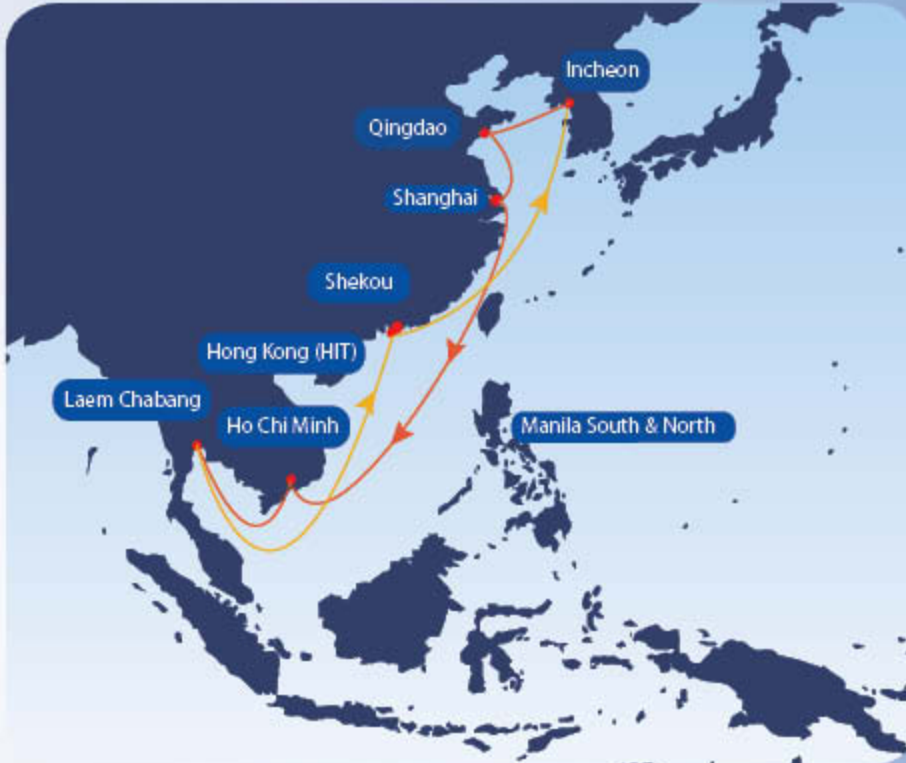 Incheon
Qingdao
Shanghai
Shekou
Hong Kong (HIT)
Laem Chabang
Ho Chi Minh
Manila South & North